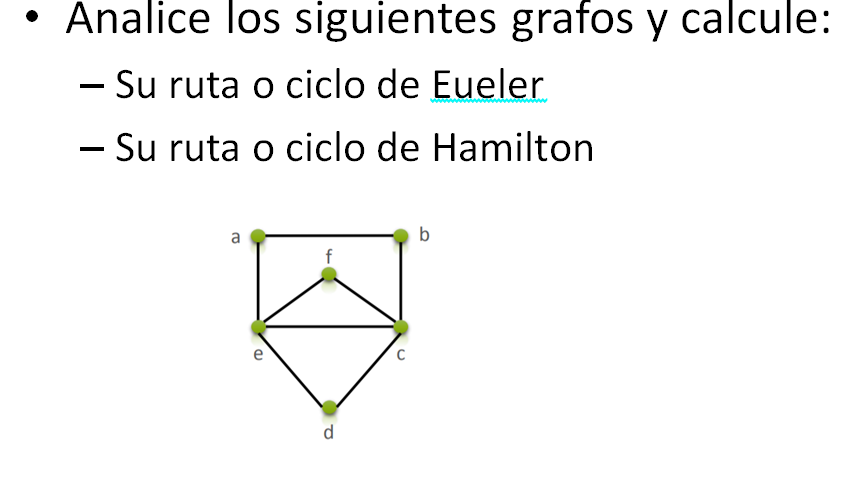 • Analice los siguientes grafos y calcule:
– Su ruta o ciclo de Eueler
– Su ruta o ciclo de Hamilton
a
b
f
e
c
d